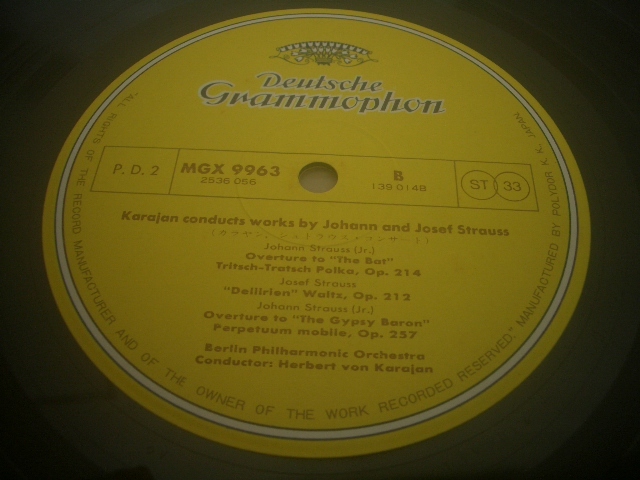 Deutsche
Grammophon
P. D. 2
MGX 9963
2536 056
B
139 014B
ST
33
Karajan conducts works by Johann and Josef Strauss
Johann Strauss (Jr.)
Overture to "The Bat"
Tritsch-Tratsch Polka, Op. 214
Josef Strauss
"Delirien" Waltz, Op. 212
Johann Strauss (Jr.)
Overture to "The Gypsy Baron"
Perpetuum mobile, Op. 257
Berlin Philharmonic Orchestra
Conductor: Herbert von Karajan
"ALL RIGHTS OF THE RECORD MANUFACTURER AND OF THE OWNER OF THE WORK RECORDED RESERVED." MANUFACTURED BY POLYDOR K. K. JAPAN